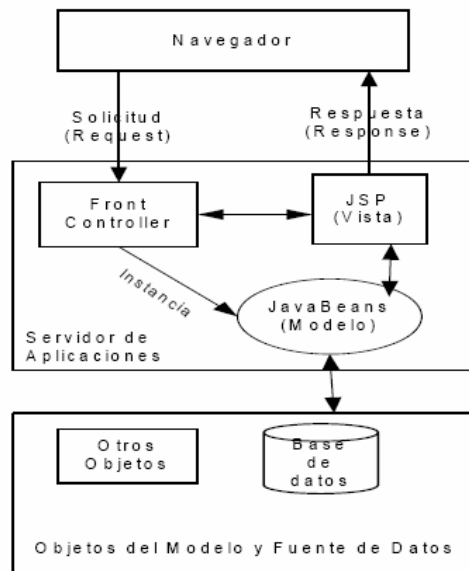 Navegador
Solicitud
(Request)
Respuesta
(Response)
Front
Controller
JSP
(Vista)
Instancía
JavaBeans
(Modelo)
Servidor de
Aplicaciones
Otros
Objetos
Base
de
datos
Objetos del Modelo y Fuente de Datos